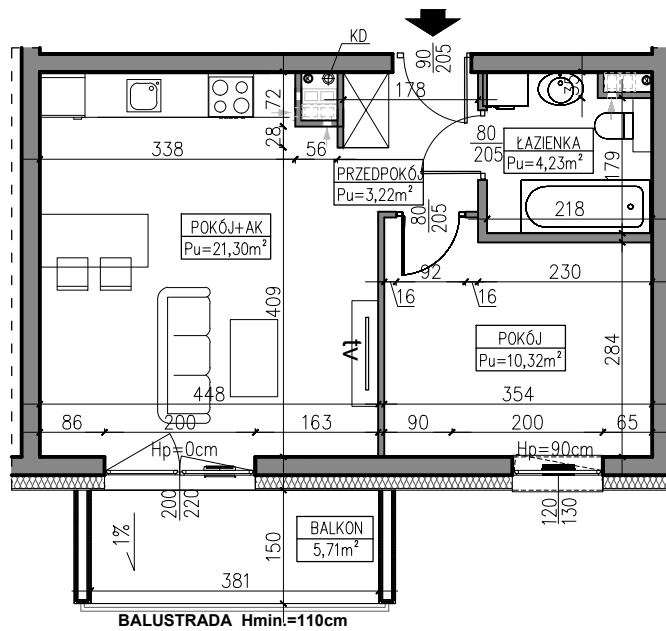 KD
90
205
72
178
35
28
338
56
80
205
ŁAZIENKA
Pu=4,23m²
179
PRZEDPOKÓJ
Pu=3,22m²
80
205
218
POKÓJ+AK
Pu=21,30m²
92
230
16
16
409
tv
POKÓJ
Pu=10,32m²
284
448
354
86
200
163
90
200
65
Hp=0cm
Hp=90cm
200
220
120
130
1%
150
BALKON
5,71m²
381
BALUSTRADA Hmin.=110cm